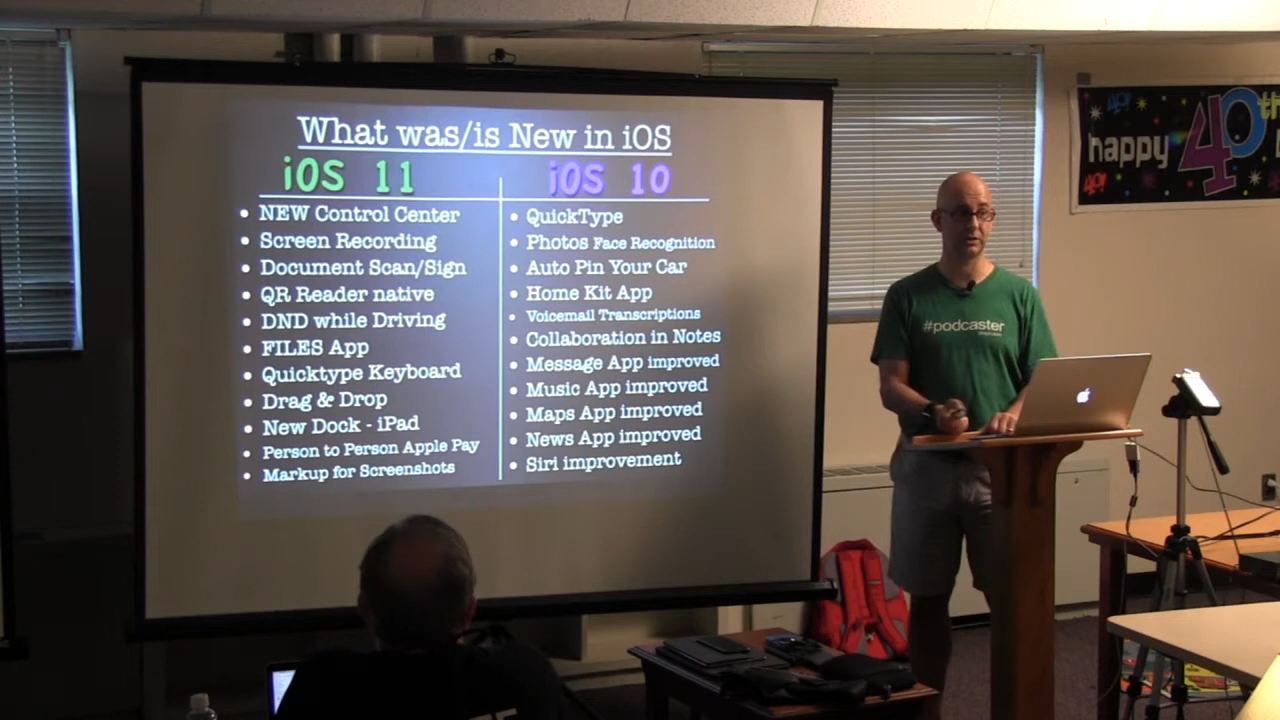 What was/is New in iOS
iOS 11
NEW Control Center
Screen Recording
Document Scan/Sign
QR Reader native
DND while Driving
FILES App
Quicktype Keyboard
Drag & Drop
New Dock - iPad
Person to Person Apple Pay
Markup for Screenshots
iOS 10
QuickType
Photos Face Recognition
Auto Pin Your Car
Home Kit App
Voicemail Transcriptions
Collaboration in Notes
Message App improved
Music App improved
Maps App improved
News App improved
Siri improvement
#podcaster
40!
happy 40th
40!